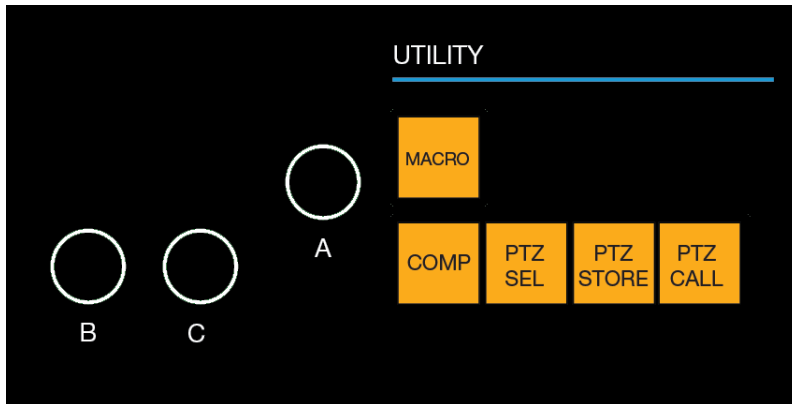 UTILITY
MACRO
A
COMP
PTZ
SEL
PTZ
STORE
PTZ
CALL
B
C